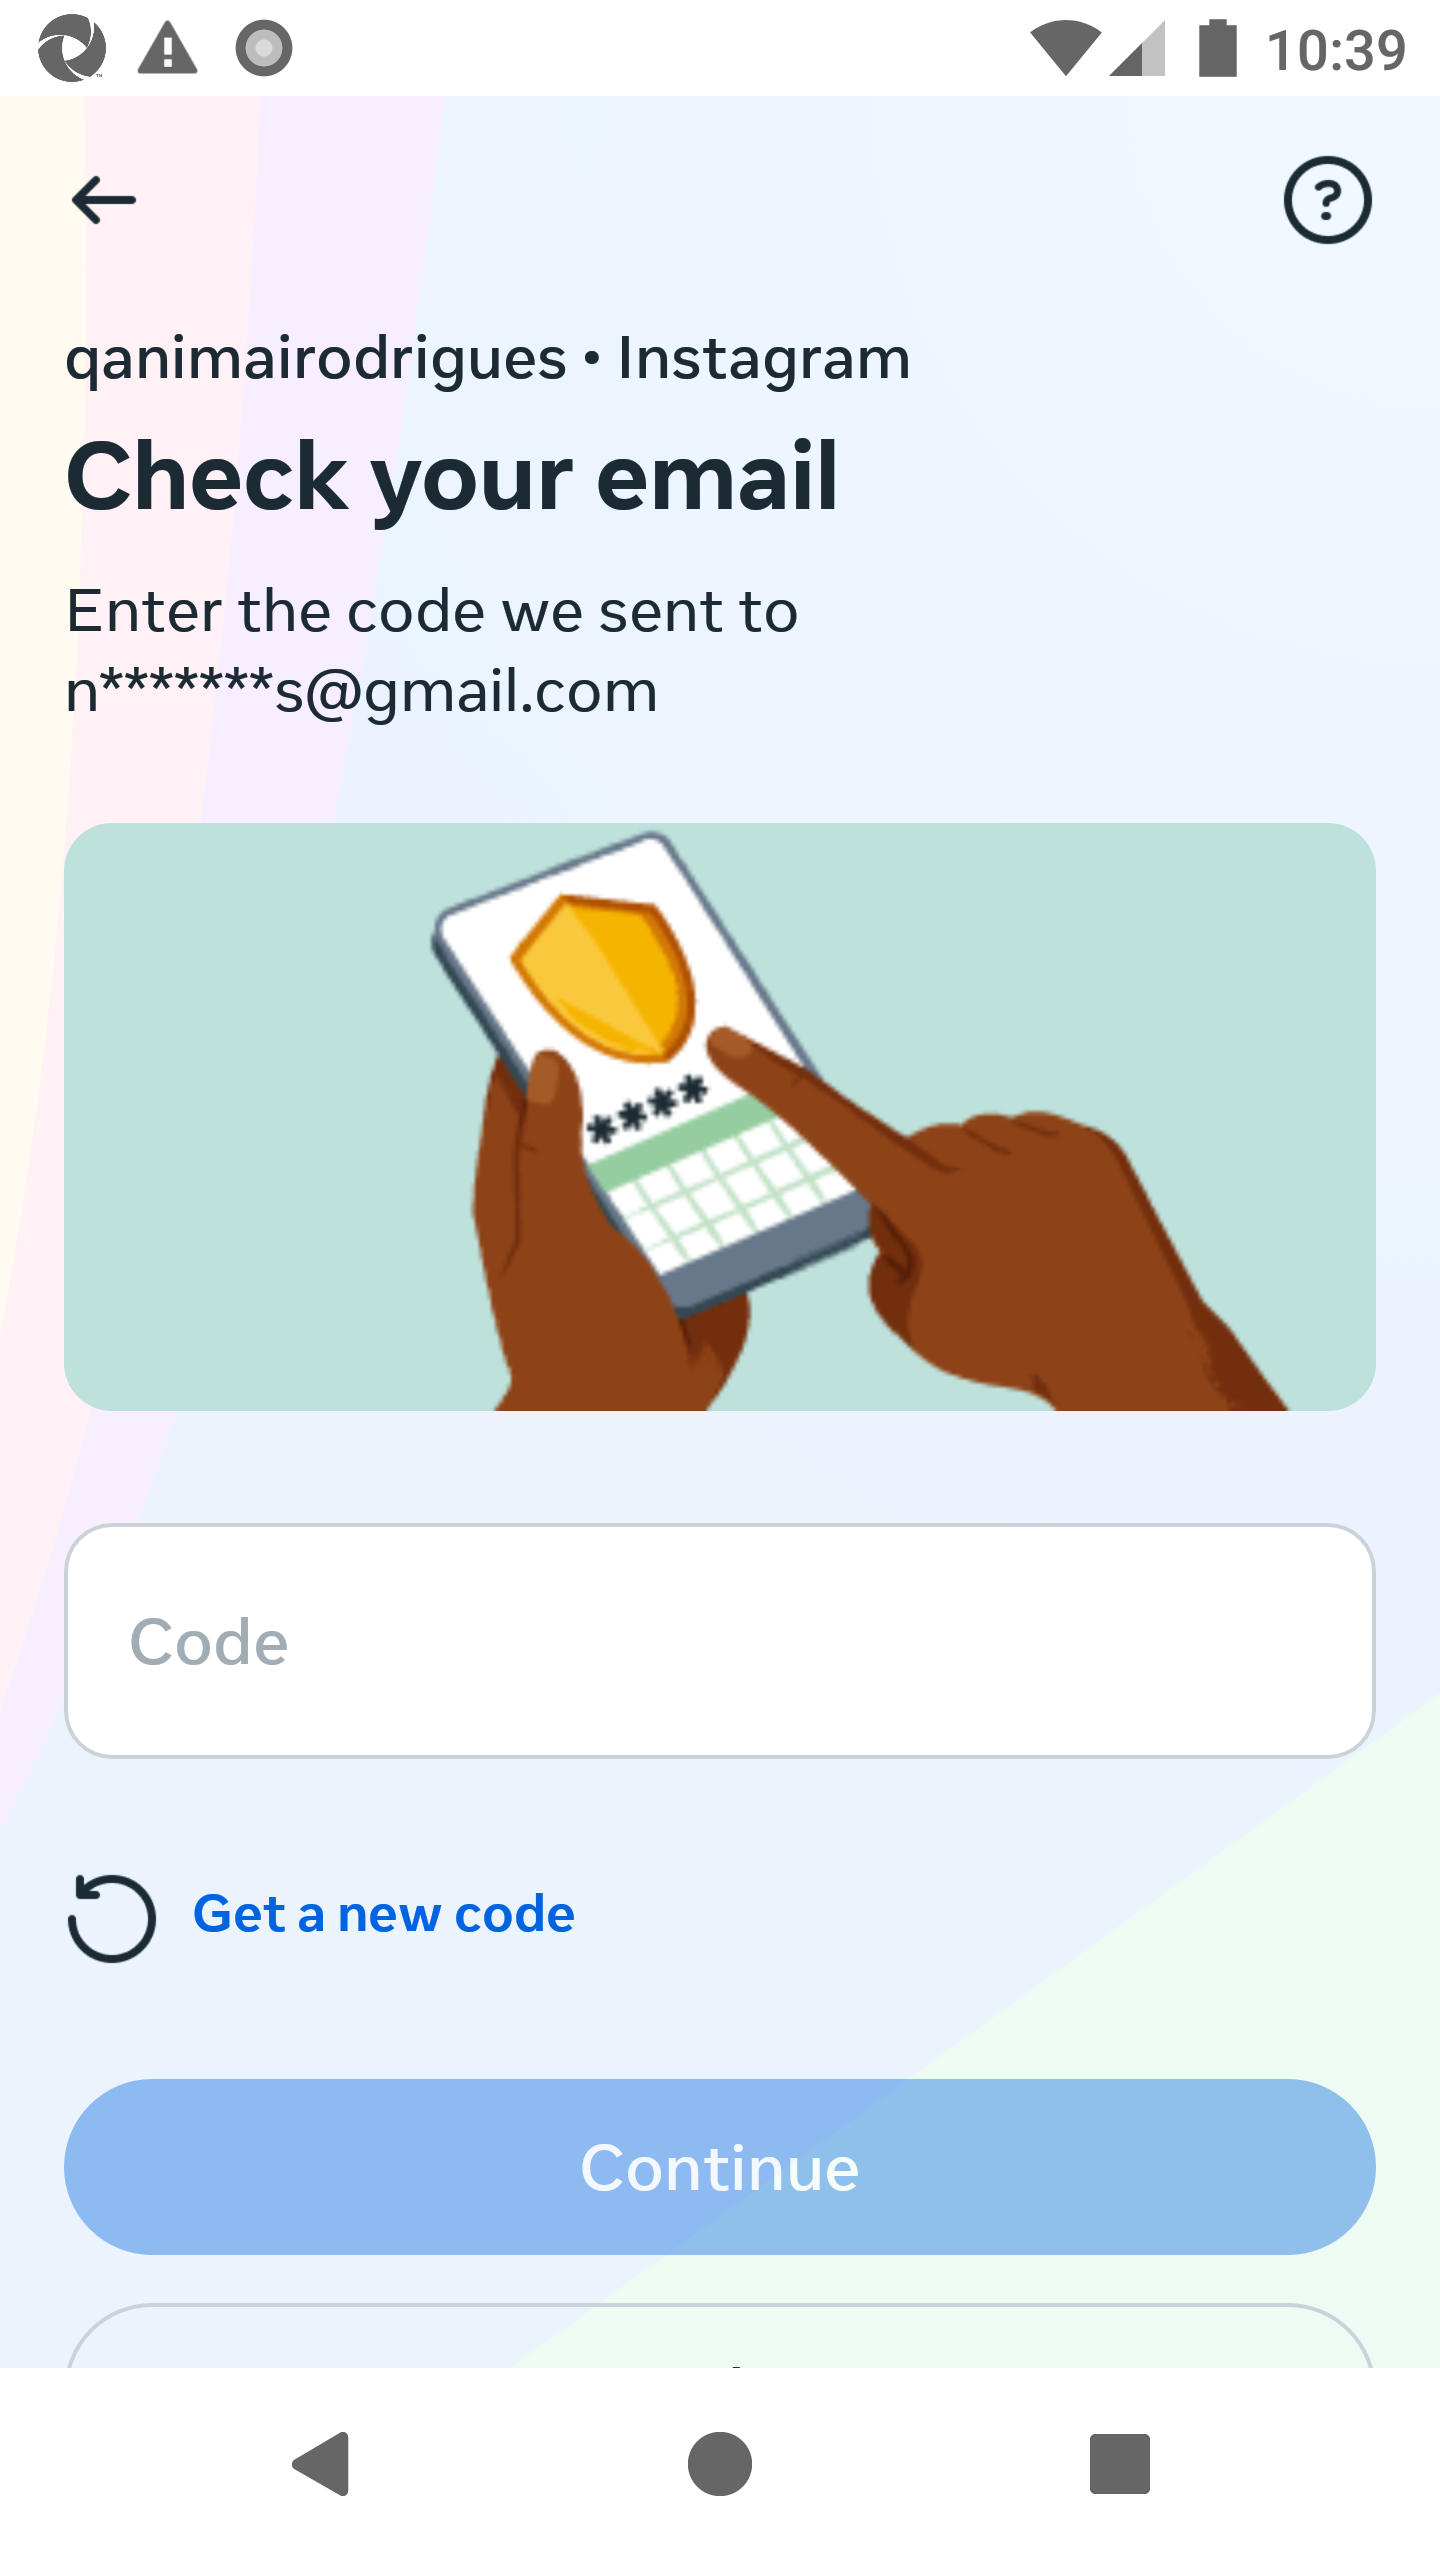 10:39
qanimairodrigues • Instagram
Check your email
Enter the code we sent to
n*******s@gmail.com
****
Code
Get a new code
Continue